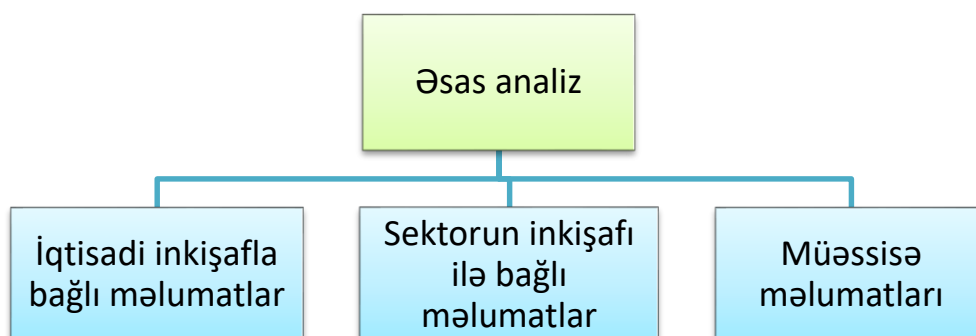 Əsas analiz
İqtisadi inkişafla
bağlı məlumatlar
Sektorun inkişafı
ilə bağlı
məlumatlar
Müəssisə
məlumatları